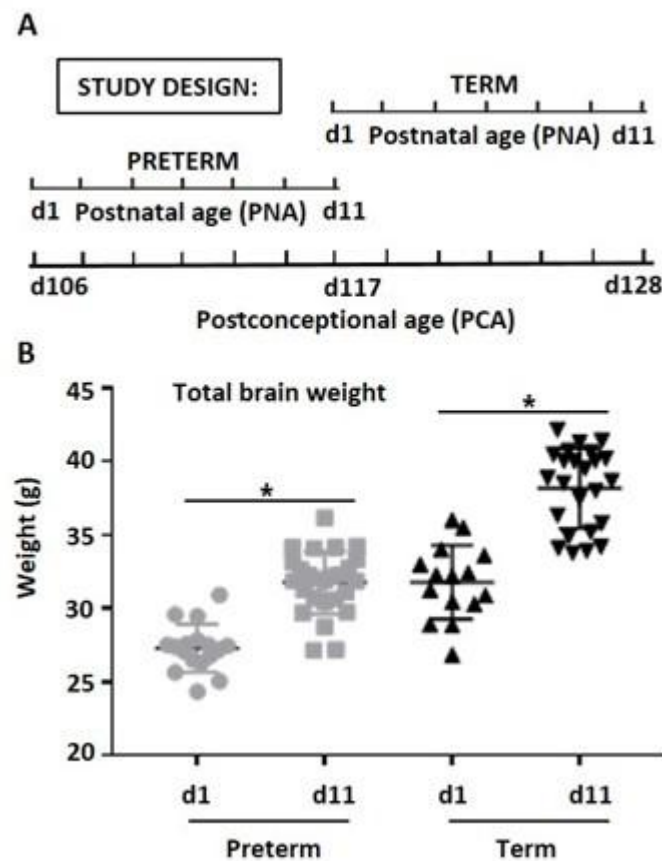 A
STUDY DESIGN:
TERM
d1 Postnatal age (PNA) d11
PRETERM
d1 Postnatal age (PNA) d11
d106 d117 d128
Postconceptional age (PCA)
B
Total brain weight
*
*
Weight (g)
45
40
35
30
25
20
d1 d11 d1 d11
Preterm Term